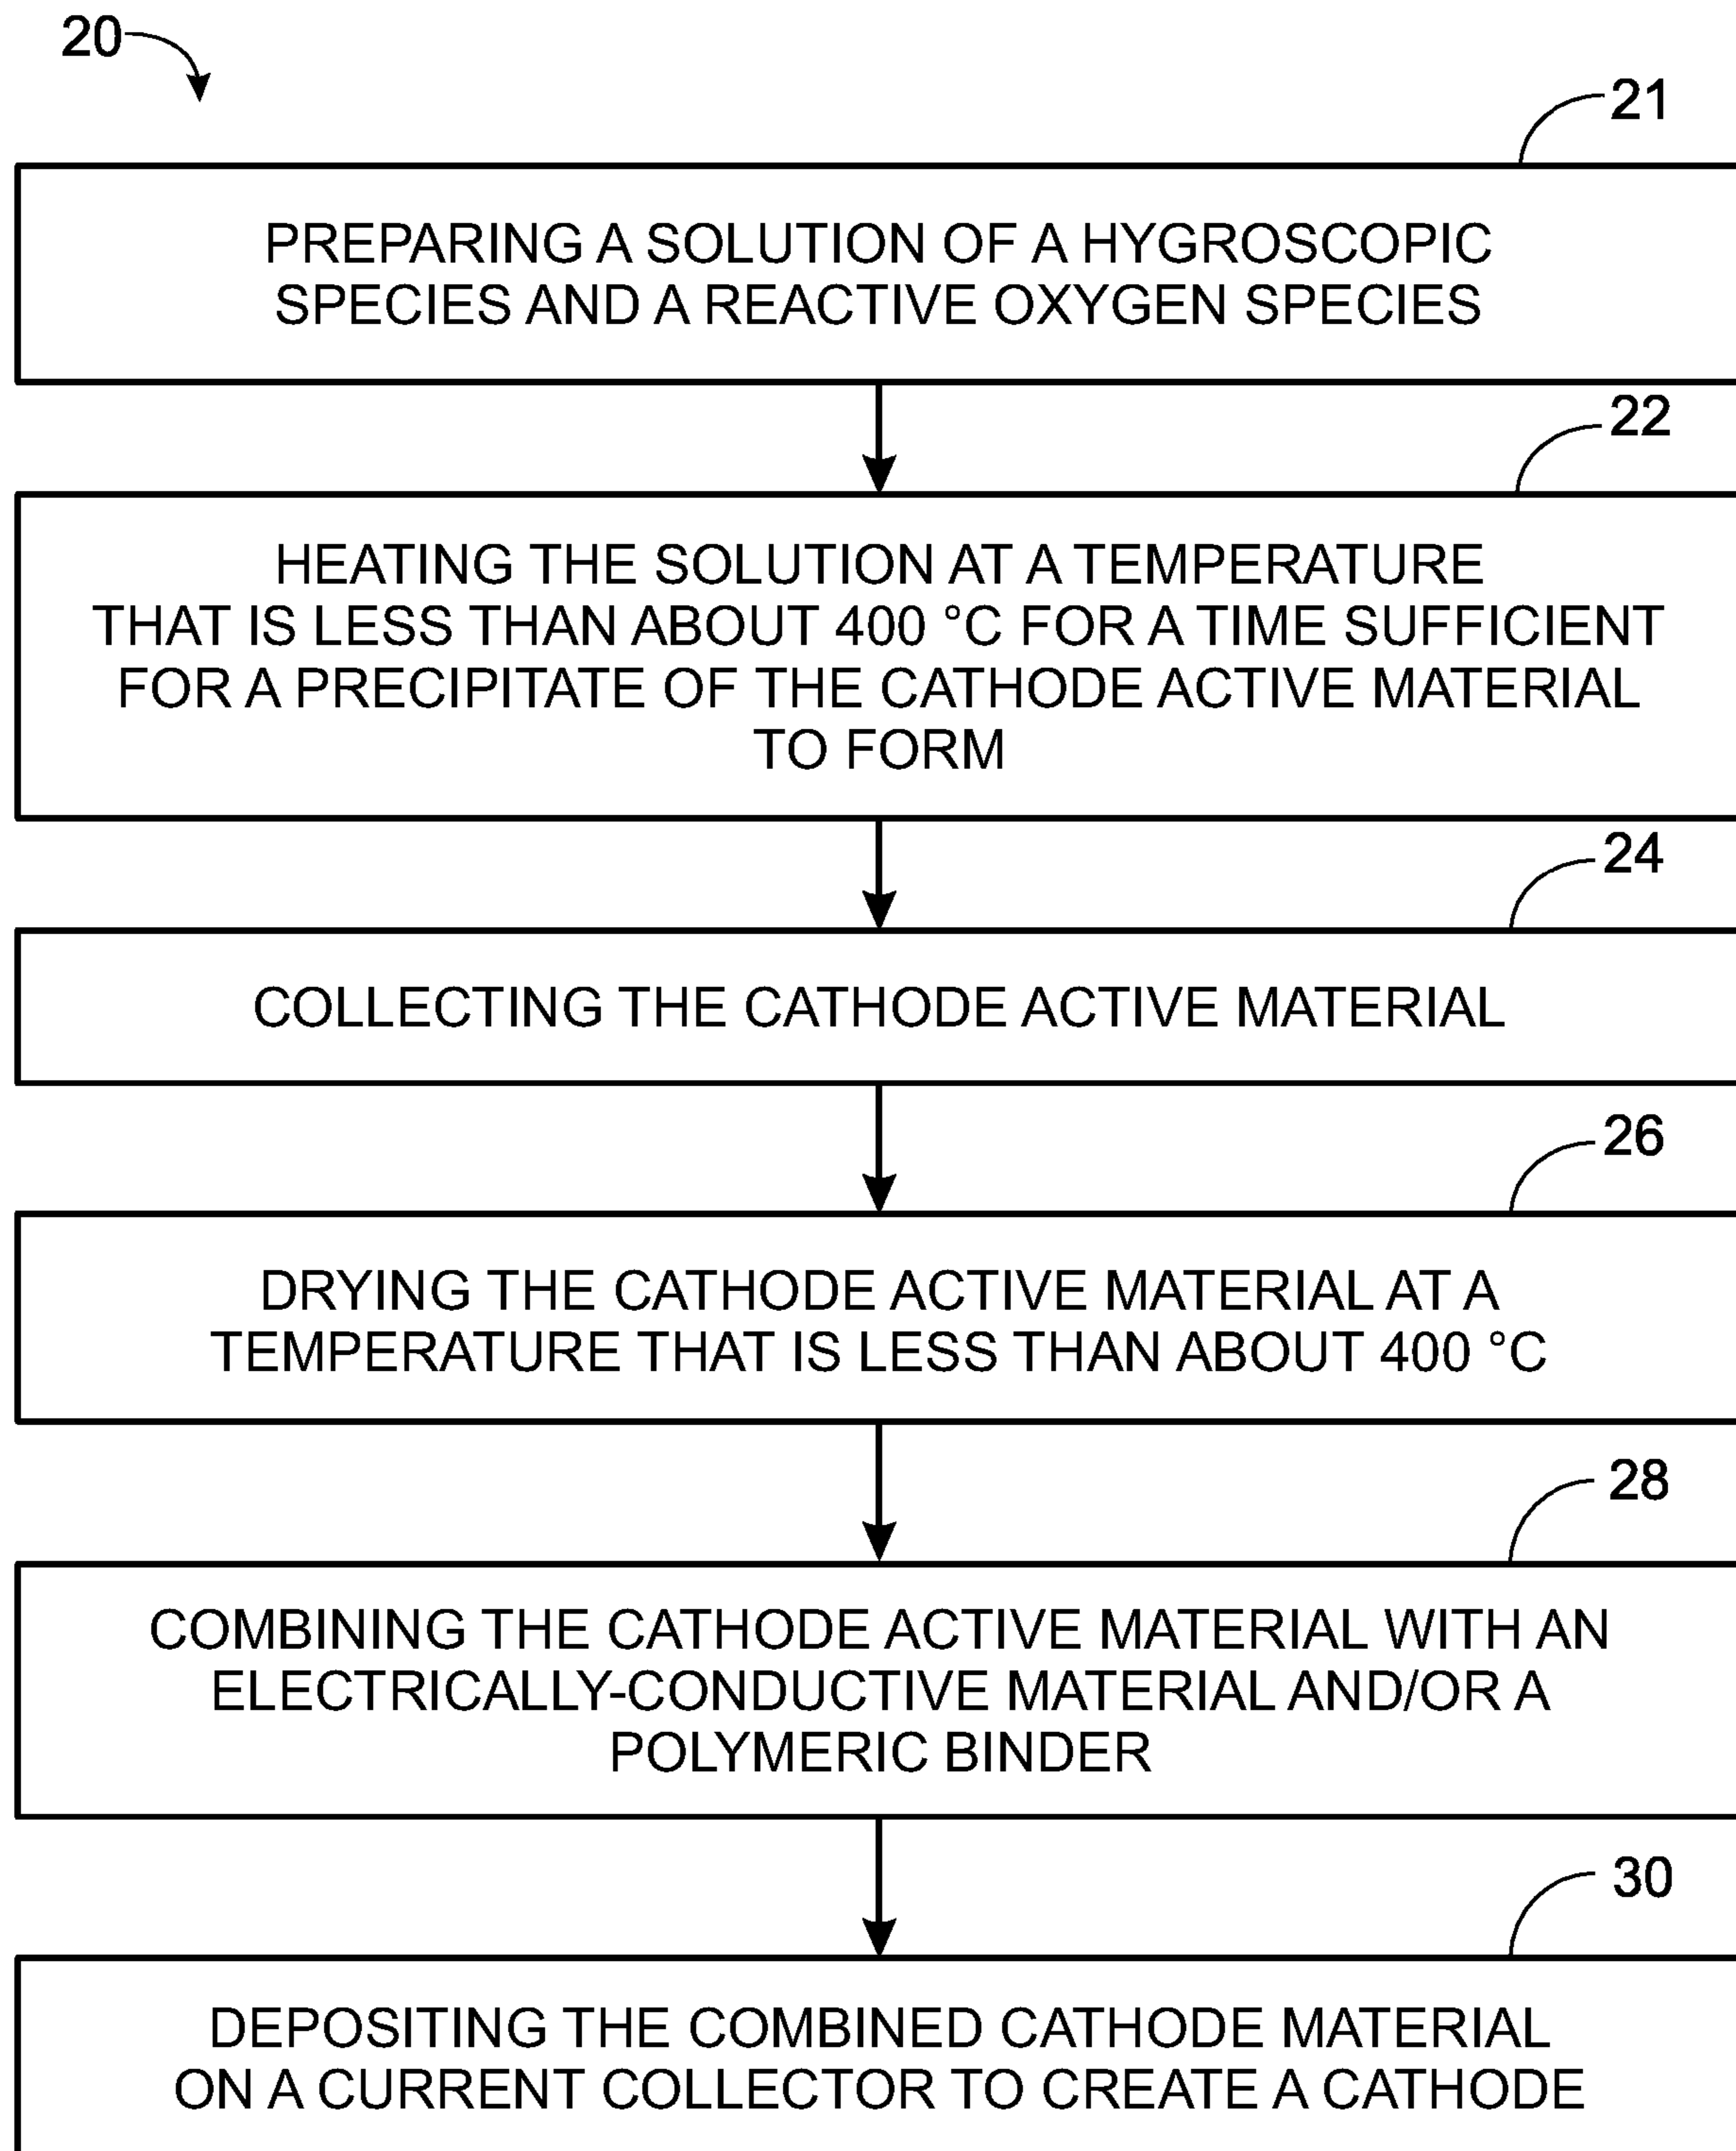 20
21
PREPARING A SOLUTION OF A HYGROSCOPIC
SPECIES AND A REACTIVE OXYGEN SPECIES
22
HEATING THE SOLUTION AT A TEMPERATURE
THAT IS LESS THAN ABOUT 400 °C FOR A TIME SUFFICIENT
FOR A PRECIPITATE OF THE CATHODE ACTIVE MATERIAL
TO FORM
24
COLLECTING THE CATHODE ACTIVE MATERIAL
26
DRYING THE CATHODE ACTIVE MATERIAL AT A
TEMPERATURE THAT IS LESS THAN ABOUT 400 °C
28
COMBINING THE CATHODE ACTIVE MATERIAL WITH AN
ELECTRICALLY-CONDUCTIVE MATERIAL AND/OR A
POLYMERIC BINDER
30
DEPOSITING THE COMBINED CATHODE MATERIAL
ON A CURRENT COLLECTOR TO CREATE A CATHODE